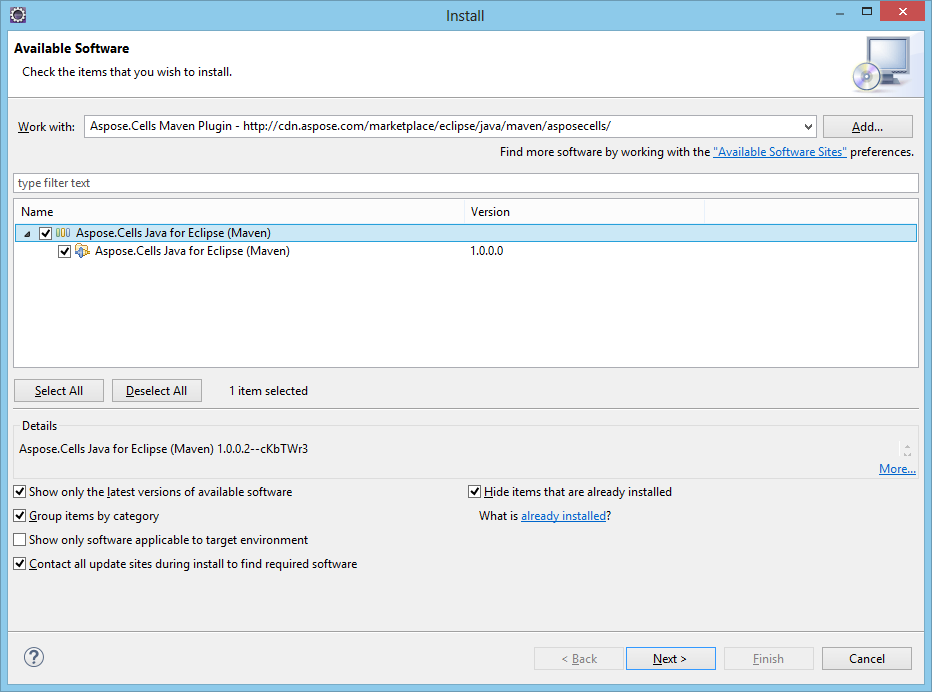 Install
Available Software
Check the items that you wish to install.
Work with: Aspose.Cells Maven Plugin - http://cdn.aspose.com/marketplace/eclipse/java/maven/asposecells/ Add...
Find more software by working with the "Available Software Sites" preferences.
type filter text
Name Version
Aspose.Cells Java for Eclipse (Maven)
Aspose.Cells Java for Eclipse (Maven) 1.0.0.0
Select All Deselect All 1 item selected
Details
Aspose.Cells Java for Eclipse (Maven) 1.0.0.2--cKbTWr3
More...
Show only the latest versions of available software Hide items that are already installed
Group items by category What is already installed?
Show only software applicable to target environment
Contact all update sites during install to find required software
? < Back Next > Finish Cancel